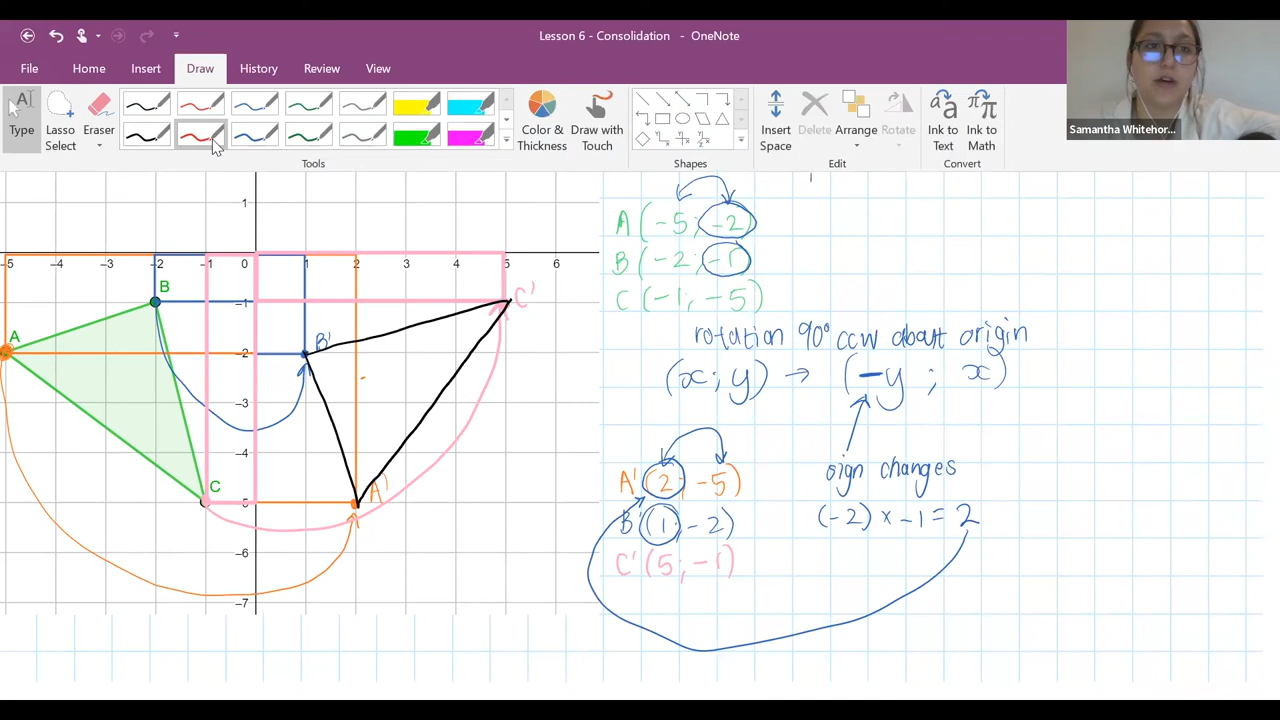 Lesson 6 - Consolidation - OneNote
File Home Insert Draw History Review View
Type
Lasso Select
Eraser
Color & Thickness
Draw with Touch
Insert Space
Delete
Arrange
Rotate
Ink to Text
Ink to Math
Tools
Shapes
Edit
Convert
Samantha Whitehor...
1
-5 -4 -3 -2 -1 0 1 2 3 4 5 6
-1
-2
-3
-4
-5
-6
-7
A
B
C
B'
C'
A'
A (-5; -2)
B (-2; -1)
C (-1; -5)
rotation 90° ccw about origin
(x; y) → (-y ; x)
A' (2; -5)
B' (1; -2)
C' (5; -1)
sign changes
(-2) × -1 = 2